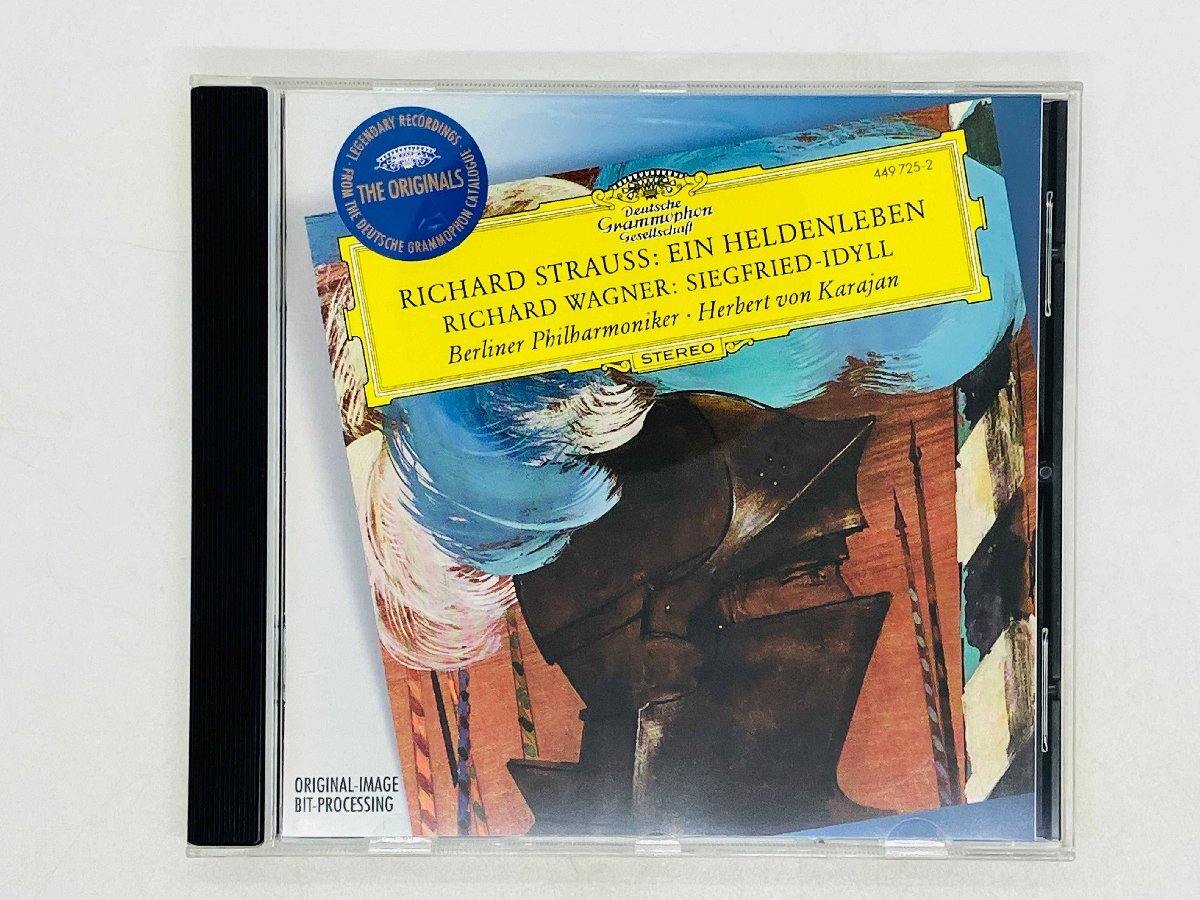 · LEGENDARY RECORDINGS ·
THE ORIGINALS
FROM THE DEUTSCHE GRAMMOPHON CATALOGUE
449 725-2
Deutsche
Grammophon
Gesellschaft
RICHARD STRAUSS: EIN HELDENLEBEN
RICHARD WAGNER: SIEGFRIED-IDYLL
Berliner Philharmoniker · Herbert von Karajan
STEREO
ORIGINAL-IMAGE
BIT-PROCESSING